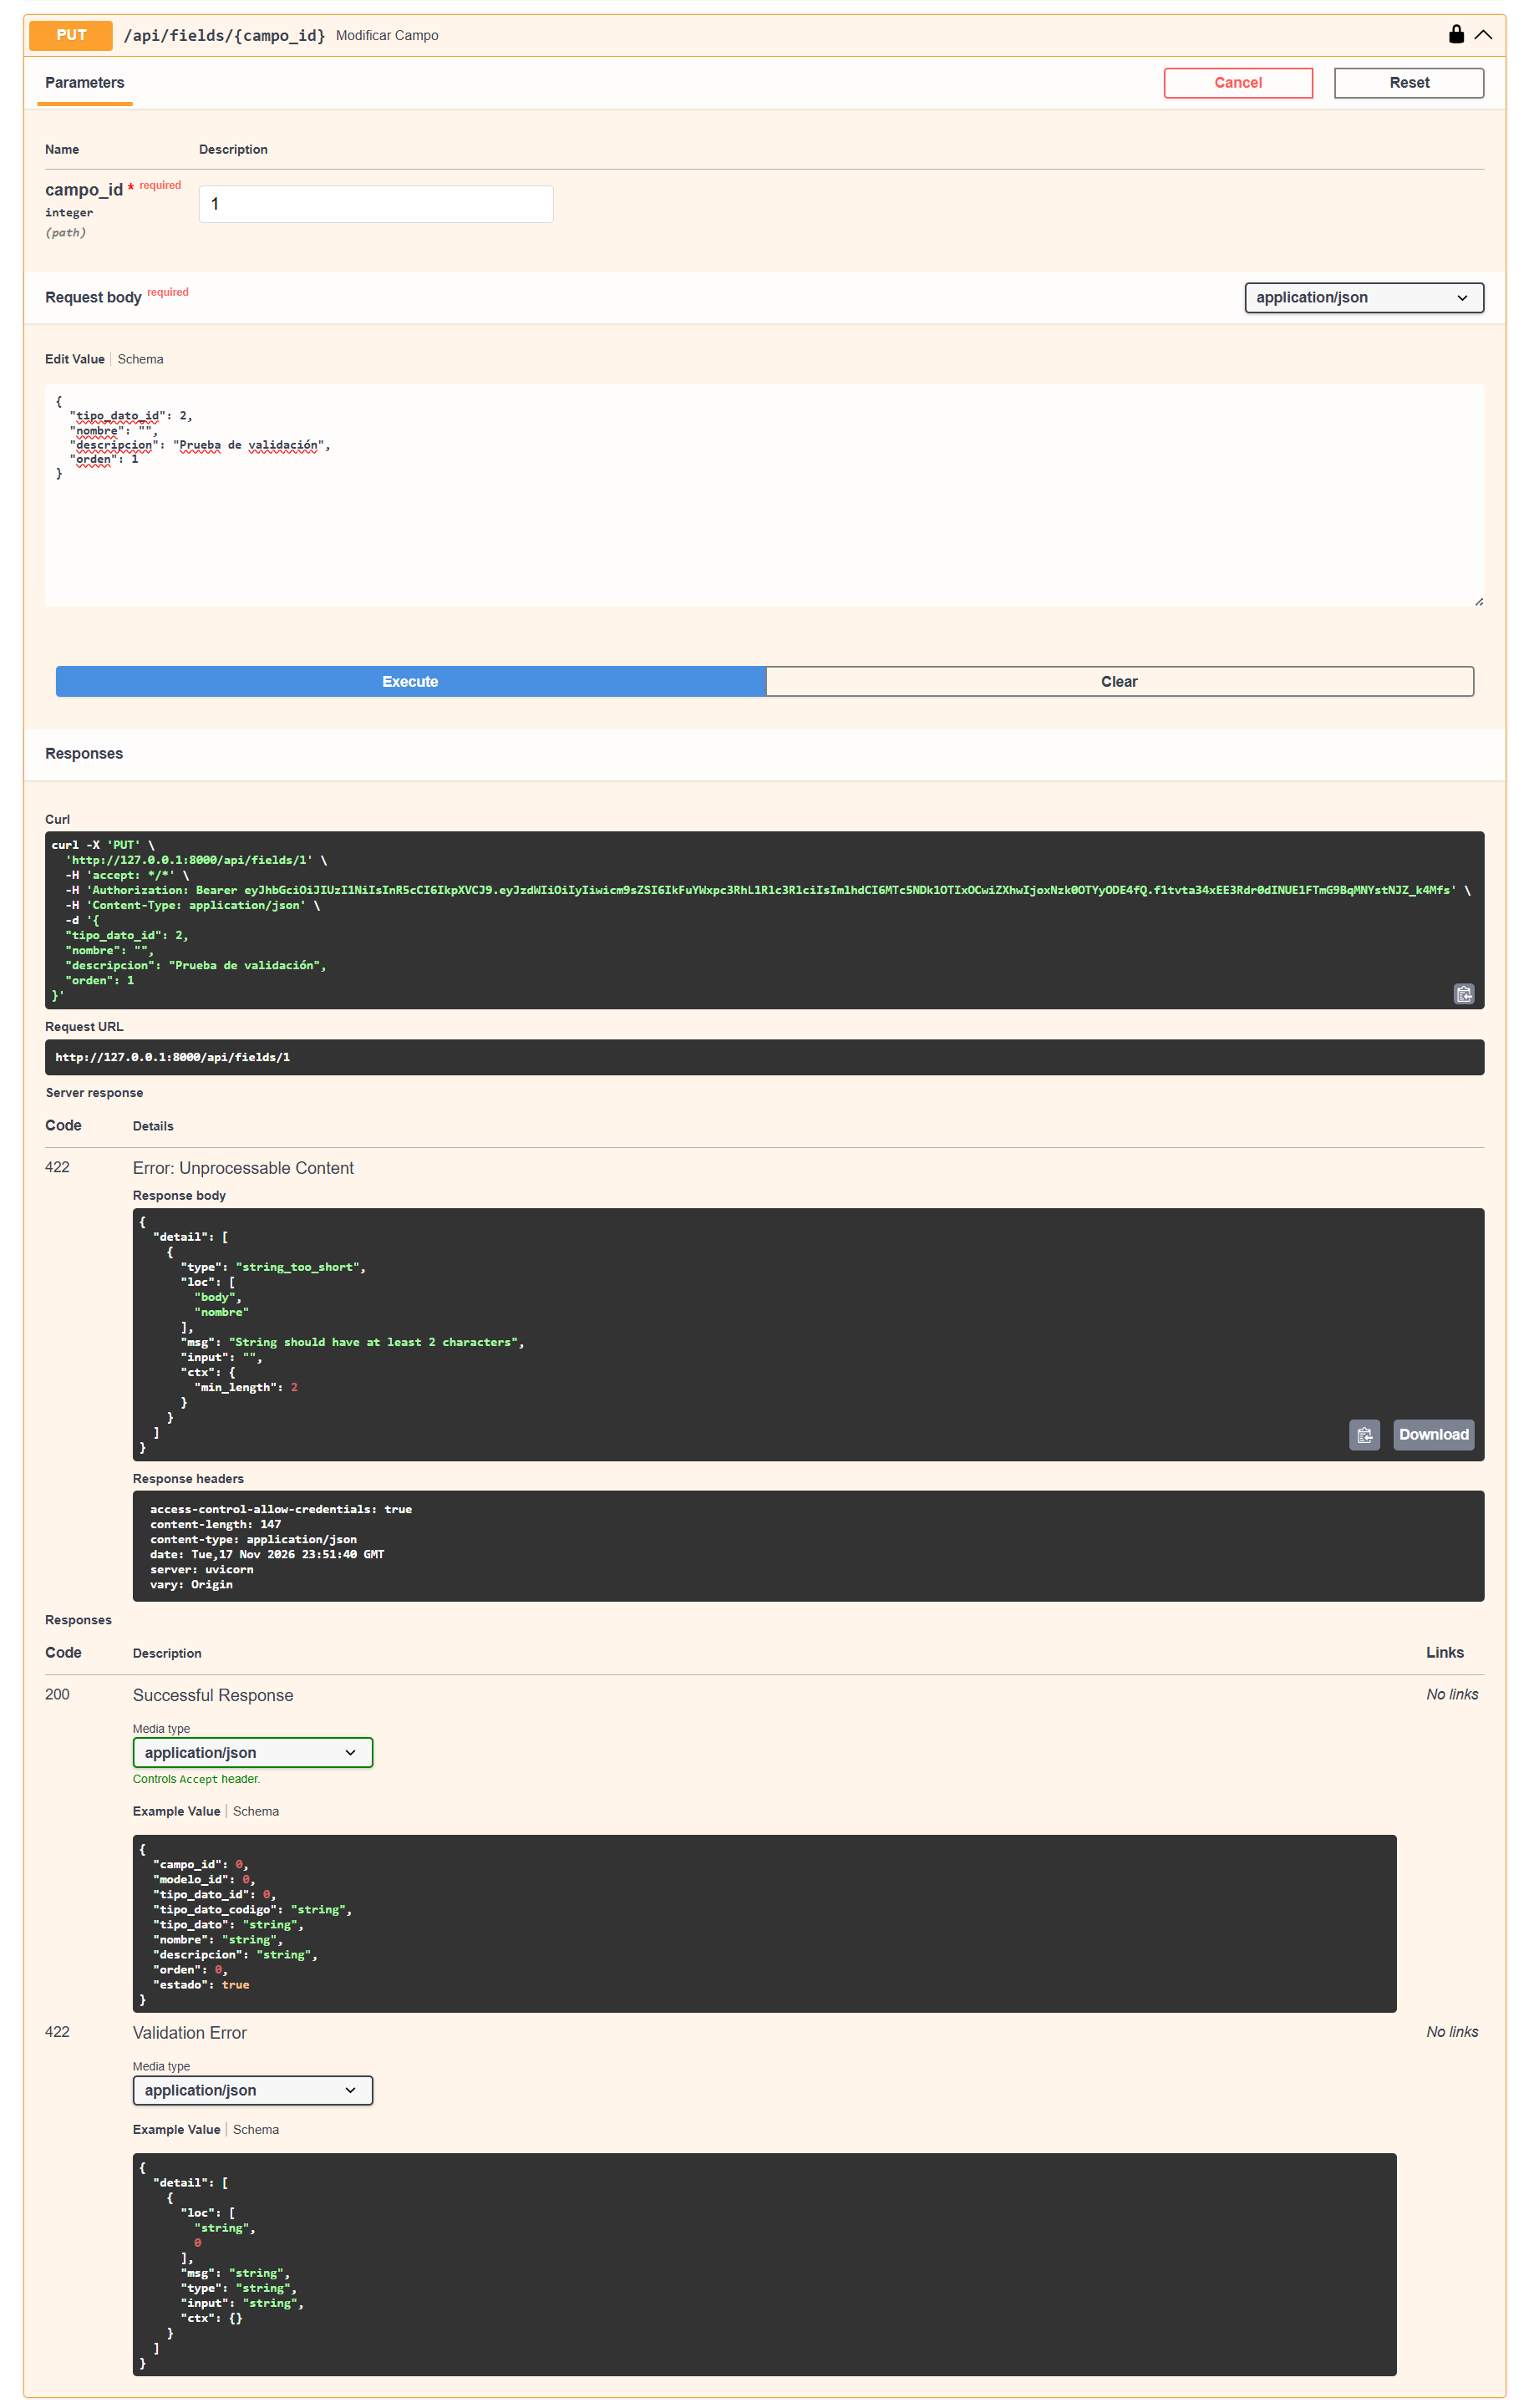 PUT /api/fields/{campo_id} Modificar Campo
Parameters
Cancel
Reset
Name Description
campo_id * required
integer
(path)
1
Request body required
application/json
Edit Value | Schema
{
  "tipo_dato_id": 2,
  "nombre": "",
  "descripcion": "Prueba de validación",
  "orden": 1
}
Execute
Clear
Responses
Curl
curl -X 'PUT' \
  'http://127.0.0.1:8000/api/fields/1' \
  -H 'accept: */*' \
  -H 'Authorization: Bearer eyJhbGciOiJIUzI1NiIsInR5cCI6IkpXVCJ9.eyJzdWIiOiIyIiwicm9sZSI6IkFuYWxpc3RhL1Rlc3R1ciIsImlhdCI6MTc5NDk1OTIxOCwiZXhwIjoxNzk0OTYyODE4fQ.f1tvta34xEE3Rdr0dINUE1FTmG9BqMNYstNJZ_k4Mfs' \
  -H 'Content-Type: application/json' \
  -d '{
  "tipo_dato_id": 2,
  "nombre": "",
  "descripcion": "Prueba de validación",
  "orden": 1
}'
Request URL
http://127.0.0.1:8000/api/fields/1
Server response
Code Details
422 Error: Unprocessable Content
Response body
{
  "detail": [
    {
      "type": "string_too_short",
      "loc": [
        "body",
        "nombre"
      ],
      "msg": "String should have at least 2 characters",
      "input": "",
      "ctx": {
        "min_length": 2
      }
    }
  ]
}
Download
Response headers
access-control-allow-credentials: true
content-length: 147
content-type: application/json
date: Tue,17 Nov 2026 23:51:40 GMT
server: uvicorn
vary: Origin
Responses
Code Description Links
200 Successful Response No links
Media type
application/json
Controls Accept header.
Example Value | Schema
{
  "campo_id": 0,
  "modelo_id": 0,
  "tipo_dato_id": 0,
  "tipo_dato_codigo": "string",
  "tipo_dato": "string",
  "nombre": "string",
  "descripcion": "string",
  "orden": 0,
  "estado": true
}
422 Validation Error No links
Media type
application/json
Example Value | Schema
{
  "detail": [
    {
      "loc": [
        "string",
        0
      ],
      "msg": "string",
      "type": "string",
      "input": "string",
      "ctx": {}
    }
  ]
}